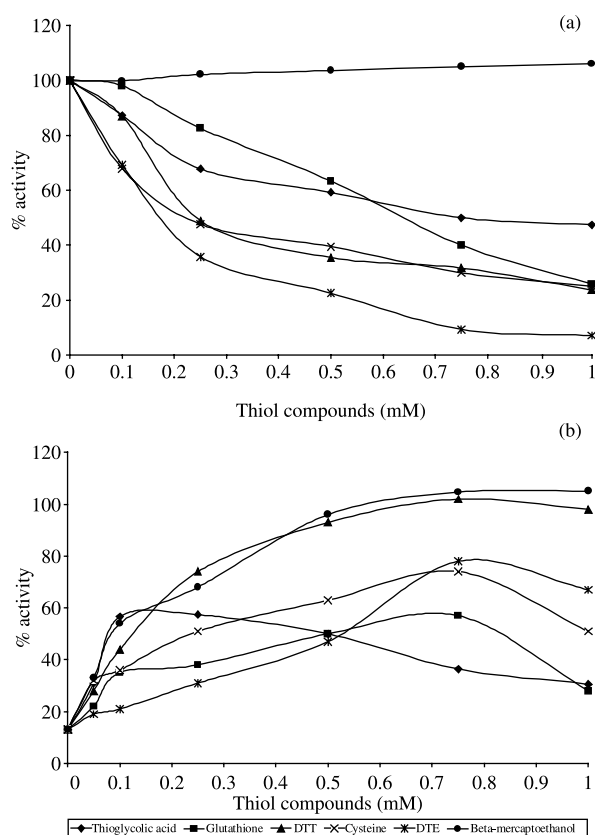 (a)
120
100
80
60
40
20
0
% activity
0 0.1 0.2 0.3 0.4 0.5 0.6 0.7 0.8 0.9 1
Thiol compounds (mM)
(b)
120
100
80
60
40
20
0
% activity
0 0.1 0.2 0.3 0.4 0.5 0.6 0.7 0.8 0.9 1
Thiol compounds (mM)
Thioglycolic acid Glutathione DTT Cysteine DTE Beta-mercaptoethanol